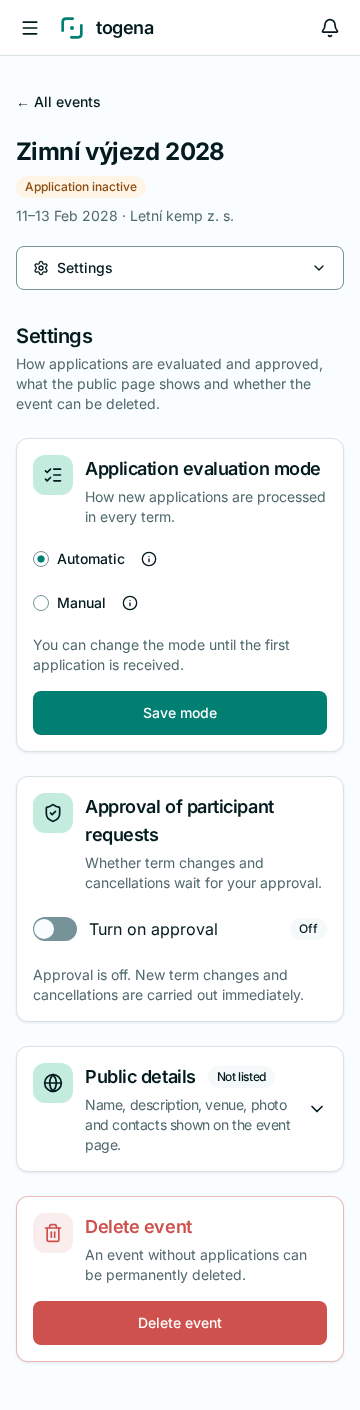 togena
← All events
Zimní výjezd 2028
Application inactive
11–13 Feb 2028 · Letní kemp z. s.
Settings
Settings
How applications are evaluated and approved,
what the public page shows and whether the
event can be deleted.
Application evaluation mode
How new applications are processed
in every term.
Automatic
Manual
You can change the mode until the first
application is received.
Save mode
Approval of participant
requests
Whether term changes and
cancellations wait for your approval.
Turn on approval Off
Approval is off. New term changes and
cancellations are carried out immediately.
Public details Not listed
Name, description, venue, photo
and contacts shown on the event
page.
Delete event
An event without applications can
be permanently deleted.
Delete event